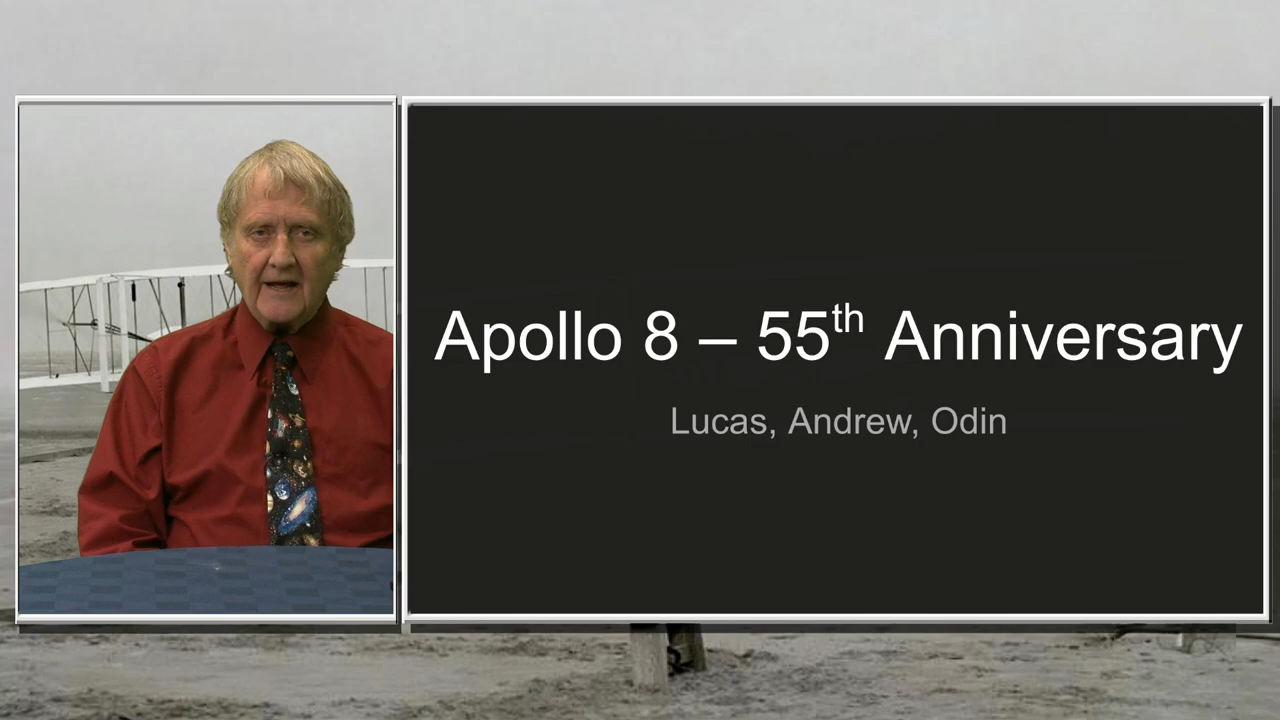 Apollo 8 – 55th Anniversary
Lucas, Andrew, Odin